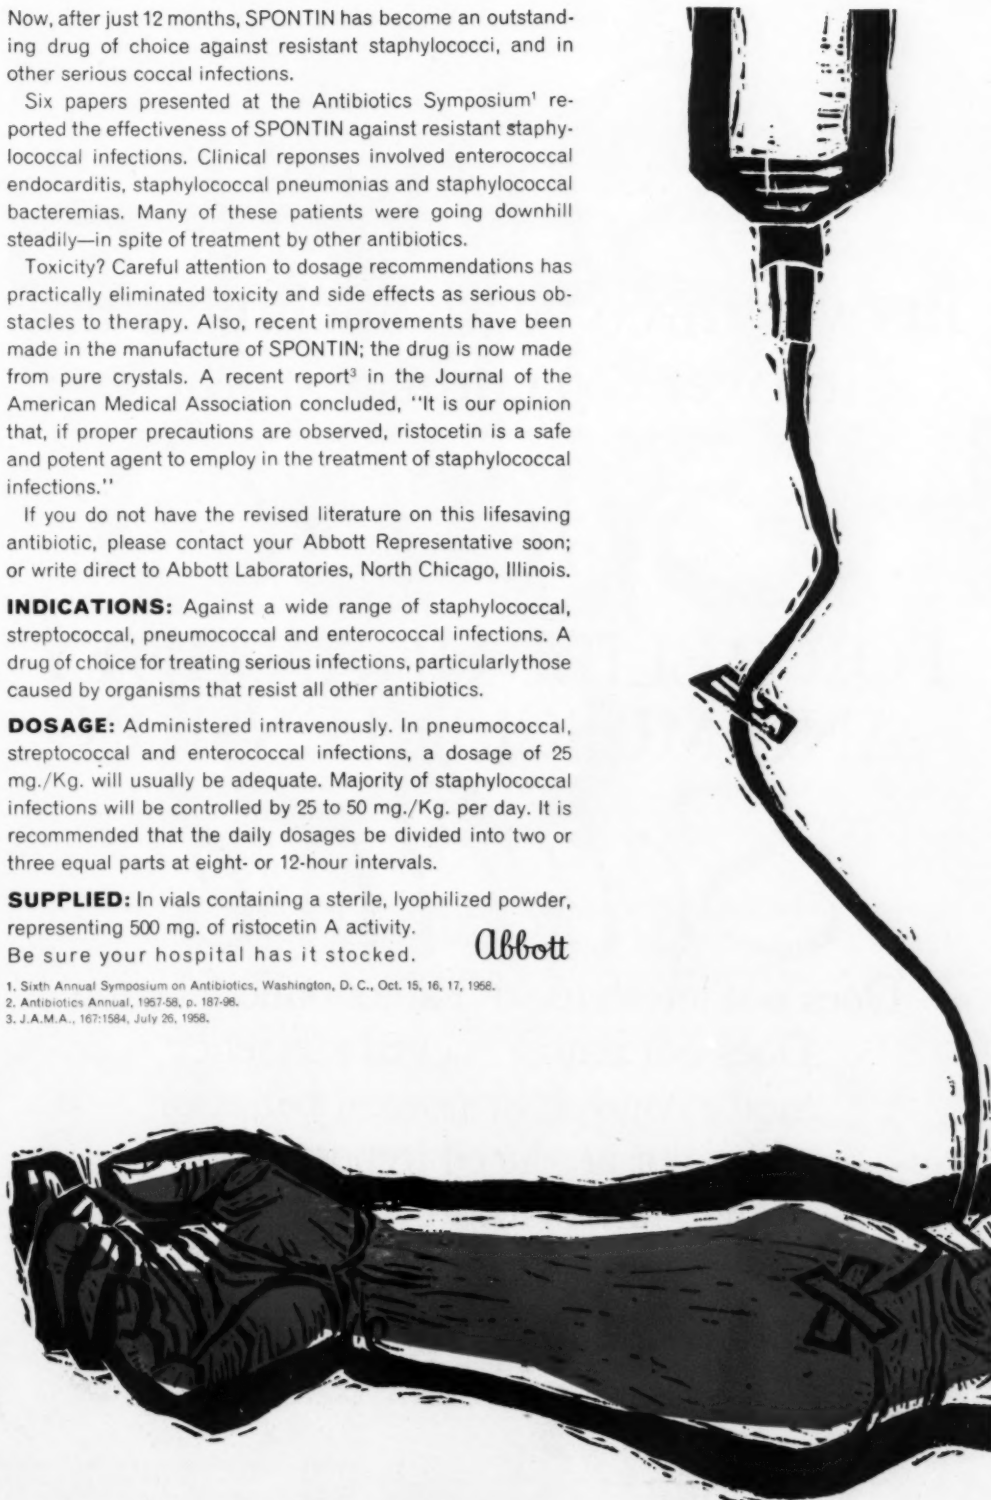 Now, after just 12 months, SPONTIN has become an outstand-
ing drug of choice against resistant staphylococci, and in
other serious coccal infections.
Six papers presented at the Antibiotics Symposium¹ re-
ported the effectiveness of SPONTIN against resistant staphy-
lococcal infections. Clinical reponses involved enterococcal
endocarditis, staphylococcal pneumonias and staphylococcal
bacteremias. Many of these patients were going downhill
steadily—in spite of treatment by other antibiotics.
Toxicity? Careful attention to dosage recommendations has
practically eliminated toxicity and side effects as serious ob-
stacles to therapy. Also, recent improvements have been
made in the manufacture of SPONTIN; the drug is now made
from pure crystals. A recent report³ in the Journal of the
American Medical Association concluded, "It is our opinion
that, if proper precautions are observed, ristocetin is a safe
and potent agent to employ in the treatment of staphylococcal
infections."
If you do not have the revised literature on this lifesaving
antibiotic, please contact your Abbott Representative soon;
or write direct to Abbott Laboratories, North Chicago, Illinois.
INDICATIONS: Against a wide range of staphylococcal,
streptococcal, pneumococcal and enterococcal infections. A
drug of choice for treating serious infections, particularly those
caused by organisms that resist all other antibiotics.
DOSAGE: Administered intravenously. In pneumococcal,
streptococcal and enterococcal infections, a dosage of 25
mg./Kg. will usually be adequate. Majority of staphylococcal
infections will be controlled by 25 to 50 mg./Kg. per day. It is
recommended that the daily dosages be divided into two or
three equal parts at eight- or 12-hour intervals.
SUPPLIED: In vials containing a sterile, lyophilized powder,
representing 500 mg. of ristocetin A activity.
Be sure your hospital has it stocked. Abbott
1. Sixth Annual Symposium on Antibiotics, Washington, D. C., Oct. 15, 16, 17, 1958.
2. Antibiotics Annual, 1957-58, p. 187-98.
3. J.A.M.A., 167:1584, July 26, 1958.